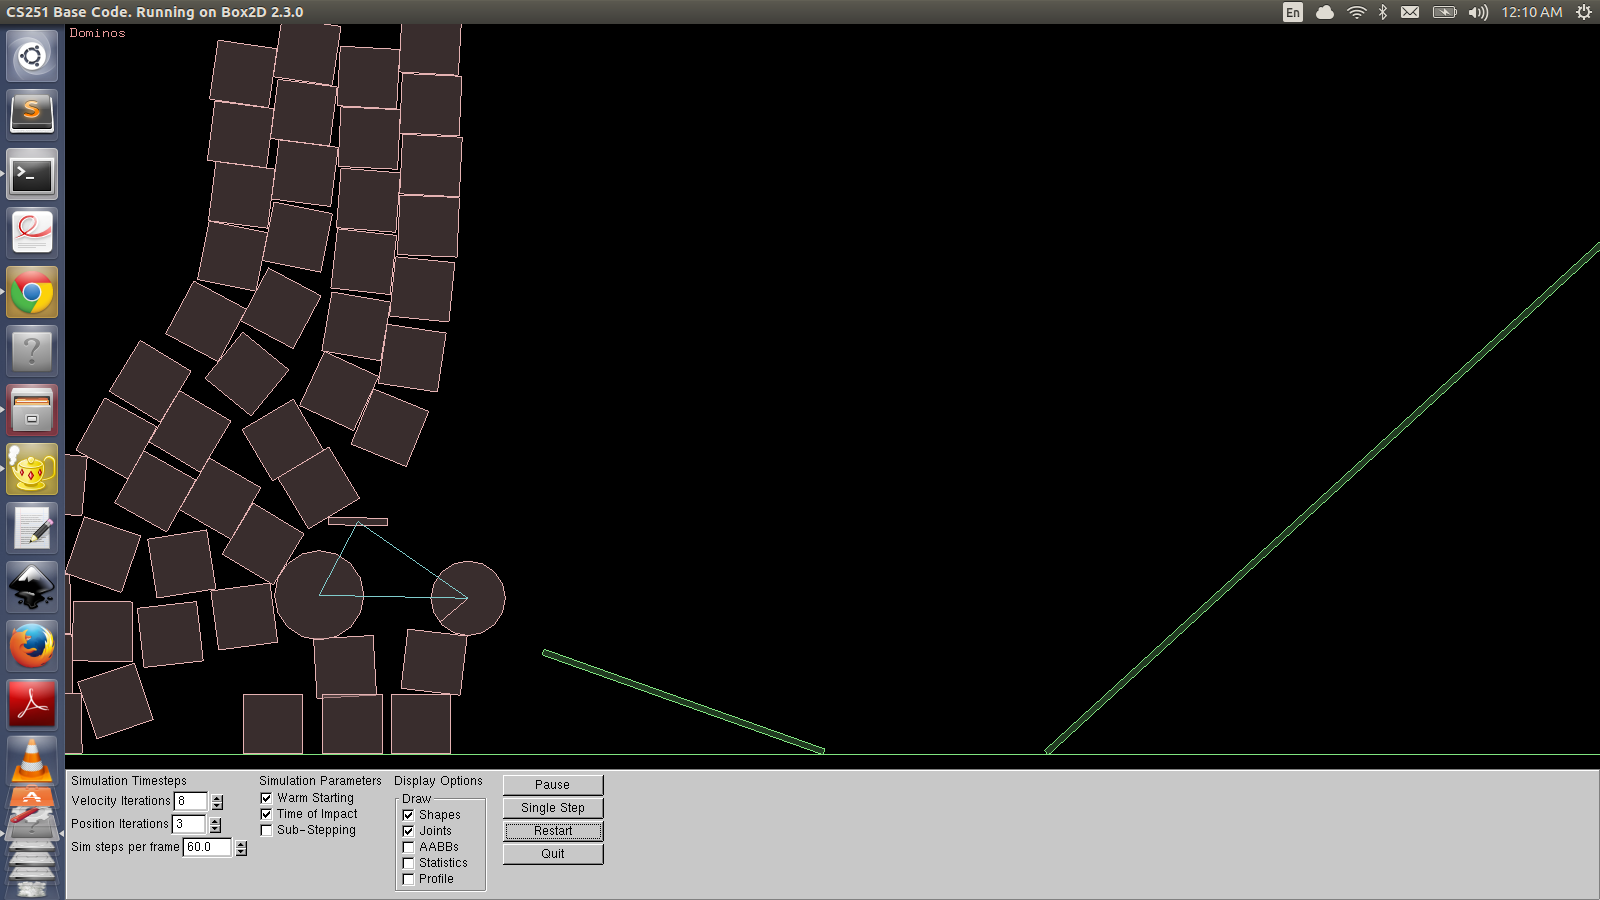 CS251 Base Code. Running on Box2D 2.3.0
En
12:10 AM
Dominos
S
>_
?
A
Simulation Timesteps
Velocity Iterations 8
Position Iterations 3
Sim steps per frame 60.0
Simulation Parameters
Warm Starting
Time of Impact
Sub-Stepping
Display Options
Draw
Shapes
Joints
AABBs
Statistics
Profile
Pause
Single Step
Restart
Quit